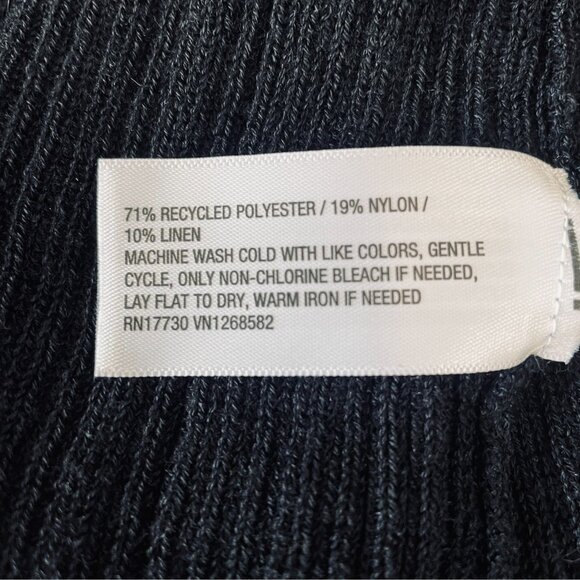 71% RECYCLED POLYESTER / 19% NYLON /
10% LINEN
MACHINE WASH COLD WITH LIKE COLORS, GENTLE
CYCLE, ONLY NON-CHLORINE BLEACH IF NEEDED,
LAY FLAT TO DRY, WARM IRON IF NEEDED
RN17730 VN1268582